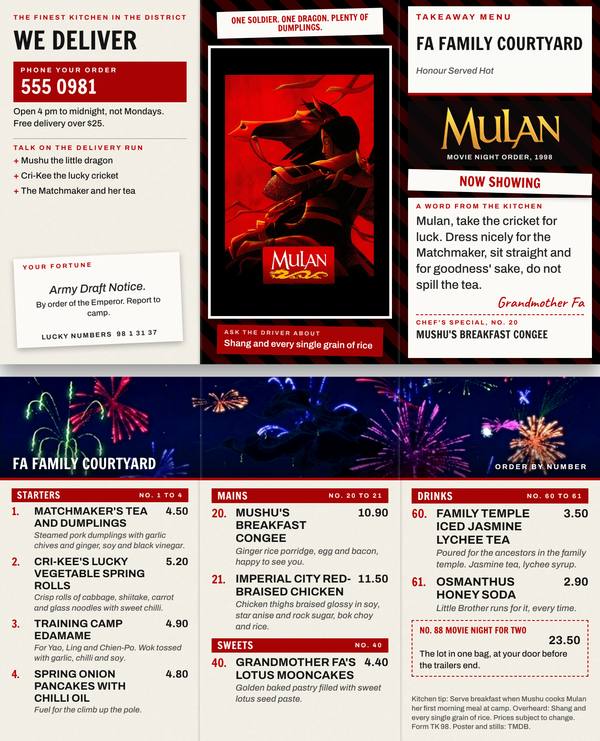 THE FINEST KITCHEN IN THE DISTRICT
WE DELIVER
PHONE YOUR ORDER
555 0981
Open 4 pm to midnight, not Mondays.
Free delivery over $25.
TALK ON THE DELIVERY RUN
+ Mushu the little dragon
+ Cri-Kee the lucky cricket
+ The Matchmaker and her tea
YOUR FORTUNE
Army Draft Notice.
By order of the Emperor. Report to
camp.
LUCKY NUMBERS 98 1 31 37
ONE SOLDIER. ONE DRAGON. PLENTY OF
DUMPLINGS.
MULAN
ASK THE DRIVER ABOUT
Shang and every single grain of rice
TAKEAWAY MENU
FA FAMILY COURTYARD
Honour Served Hot
MULAN
MOVIE NIGHT ORDER, 1998
NOW SHOWING
A WORD FROM THE KITCHEN
Mulan, take the cricket for
luck. Dress nicely for the
Matchmaker, sit straight and
for goodness' sake, do not
spill the tea.
Grandmother Fa
CHEF'S SPECIAL, NO. 20
MUSHU'S BREAKFAST CONGEE
FA FAMILY COURTYARD
ORDER BY NUMBER
STARTERS NO. 1 TO 4
1. MATCHMAKER'S TEA 4.50
AND DUMPLINGS
Steamed pork dumplings with garlic
chives and ginger, soy and black vinegar.
2. CRI-KEE'S LUCKY 5.20
VEGETABLE SPRING
ROLLS
Crisp rolls of cabbage, shiitake, carrot
and glass noodles with sweet chilli.
3. TRAINING CAMP 4.90
EDAMAME
For Yao, Ling and Chien-Po. Wok tossed
with garlic, chilli and soy.
4. SPRING ONION 4.80
PANCAKES WITH
CHILLI OIL
Fuel for the climb up the pole.
MAINS NO. 20 TO 21
20. MUSHU'S 10.90
BREAKFAST
CONGEE
Ginger rice porridge, egg and bacon,
happy to see you.
21. IMPERIAL CITY RED- 11.50
BRAISED CHICKEN
Chicken thighs braised glossy in soy,
star anise and rock sugar, bok choy
and rice.
SWEETS NO. 40
40. GRANDMOTHER FA'S 4.40
LOTUS MOONCAKES
Golden baked pastry filled with sweet
lotus seed paste.
DRINKS NO. 60 TO 61
60. FAMILY TEMPLE 3.50
ICED JASMINE
LYCHEE TEA
Poured for the ancestors in the family
temple. Jasmine tea, lychee syrup.
61. OSMANTHUS 2.90
HONEY SODA
Little Brother runs for it, every time.
NO. 88 MOVIE NIGHT FOR TWO
23.50
The lot in one bag, at your door before
the trailers end.
Kitchen tip: Serve breakfast when Mushu cooks Mulan
her first morning meal at camp. Overheard: Shang and
every single grain of rice. Prices subject to change.
Form TK 98. Poster and stills: TMDB.